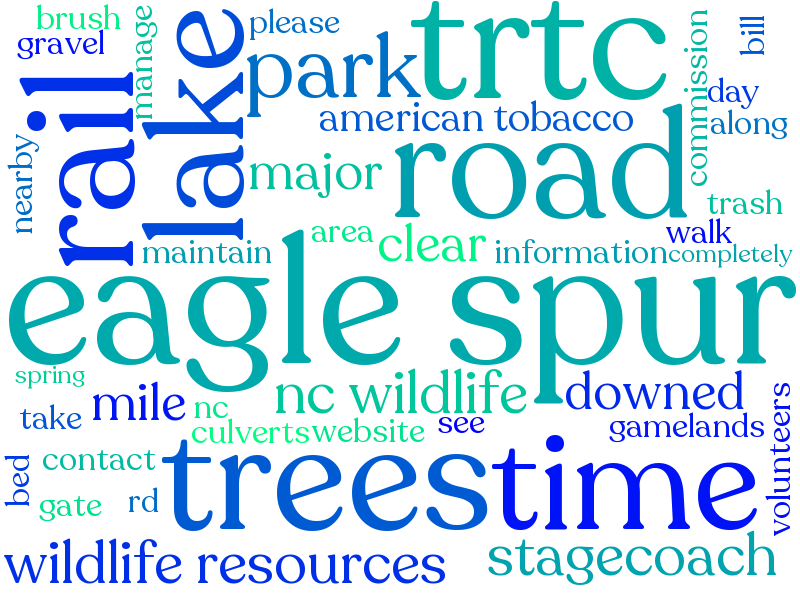 brush
please
trtc
gravel
manage
lake
park
rail
bill
commission
day
american tobacco
along
nearby
road
major
trash
walk
area
clear
maintain
information
completely
eagle spur
spring
nc wildlife
downed
mile
take
nc
see
culverts
website
gamelands
volunteers
bed
contact
trees
time
gate
rd
wildlife resources
stagecoach